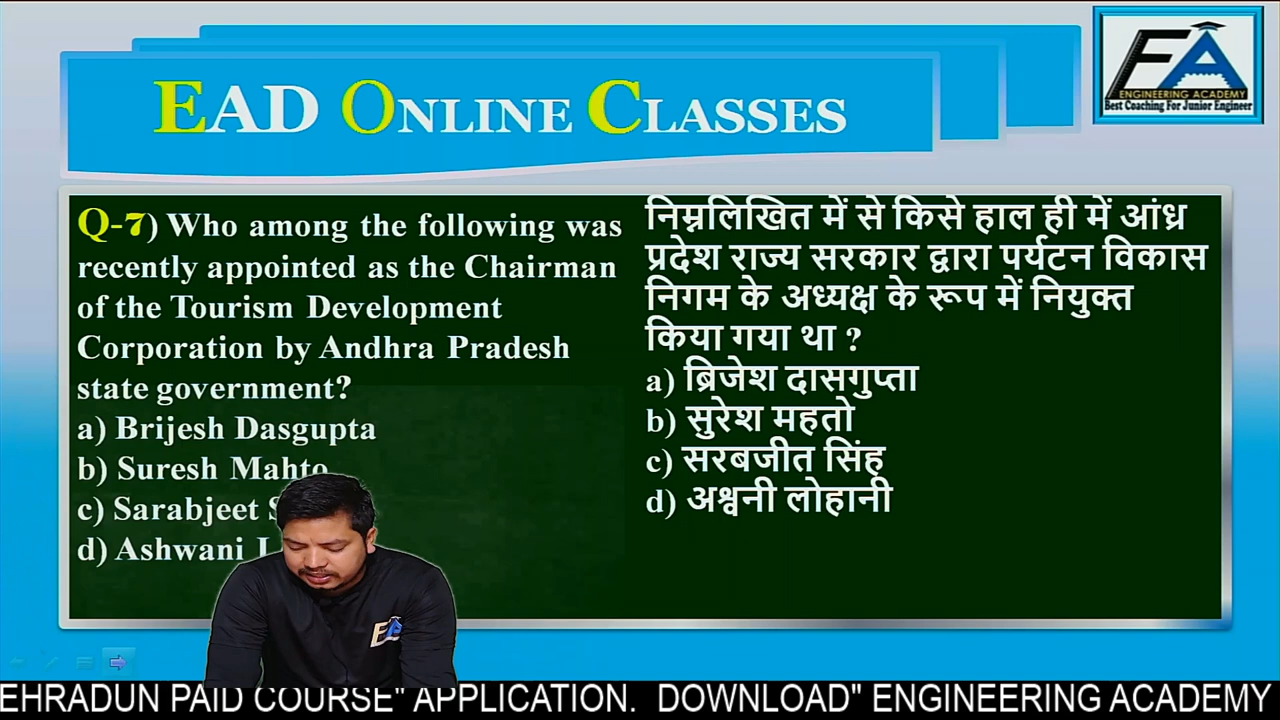 EAD ONLINE CLASSES
ENGINEERING ACADEMY
Best Coaching For Junior Engineer
Q-7) Who among the following was
recently appointed as the Chairman
of the Tourism Development
Corporation by Andhra Pradesh
state government?
a) Brijesh Dasgupta
b) Suresh Mahto
c) Sarabjeet
d) Ashwani
निम्नलिखित में से किसे हाल ही में आंध्र
प्रदेश राज्य सरकार द्वारा पर्यटन विकास
निगम के अध्यक्ष के रूप में नियुक्त
किया गया था ?
a) ब्रिजेश दासगुप्ता
b) सुरेश महतो
c) सरबजीत सिंह
d) अश्वनी लोहानी
EHRADUN PAID COURSE" APPLICATION. DOWNLOAD" ENGINEERING ACADEMY